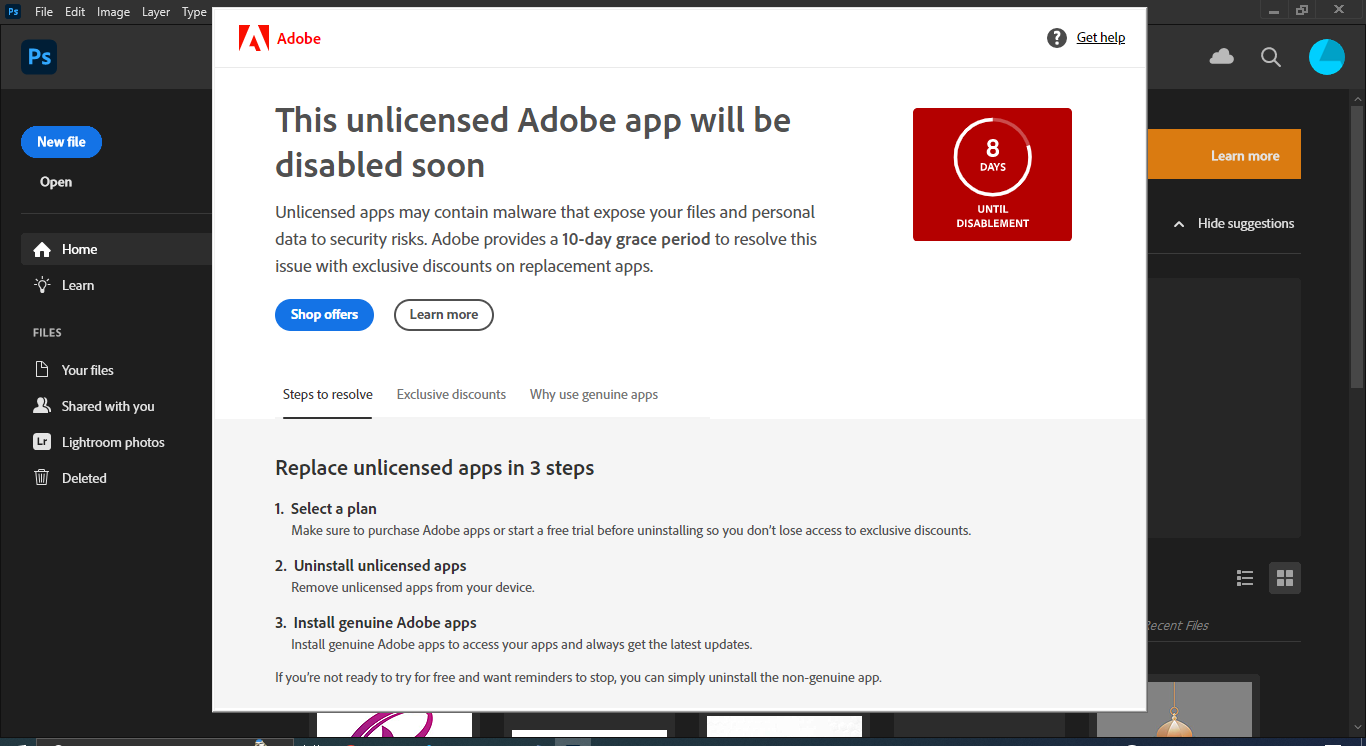 Ps File Edit Image Layer Type
Ps
Adobe
? Get help
New file
Open
Home
Learn
FILES
Your files
Shared with you
Lr Lightroom photos
Deleted
This unlicensed Adobe app will be
disabled soon
Unlicensed apps may contain malware that expose your files and personal
data to security risks. Adobe provides a 10-day grace period to resolve this
issue with exclusive discounts on replacement apps.
8
DAYS
UNTIL
DISABLEMENT
Shop offers Learn more
Steps to resolve Exclusive discounts Why use genuine apps
Replace unlicensed apps in 3 steps
1. Select a plan
Make sure to purchase Adobe apps or start a free trial before uninstalling so you don’t lose access to exclusive discounts.
2. Uninstall unlicensed apps
Remove unlicensed apps from your device.
3. Install genuine Adobe apps
Install genuine Adobe apps to access your apps and always get the latest updates.
If you’re not ready to try for free and want reminders to stop, you can simply uninstall the non-genuine app.
Learn more
Hide suggestions
Recent Files